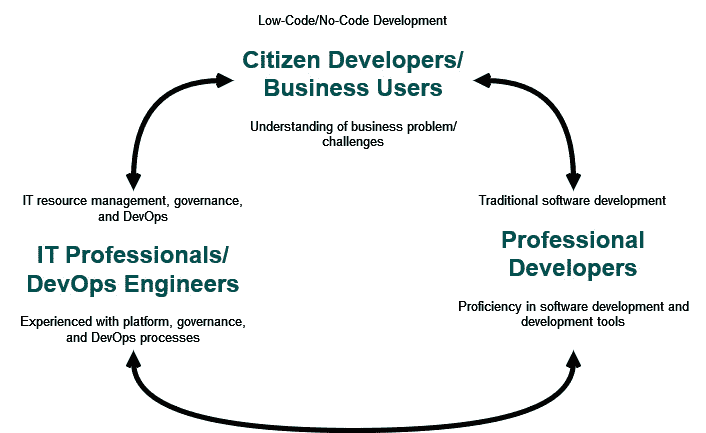 Low-Code/No-Code Development
Citizen Developers/
Business Users
Understanding of business problem/
challenges
IT resource management, governance,
and DevOps
IT Professionals/
DevOps Engineers
Experienced with platform, governance,
and DevOps processes
Traditional software development
Professional
Developers
Proficiency in software development and
development tools